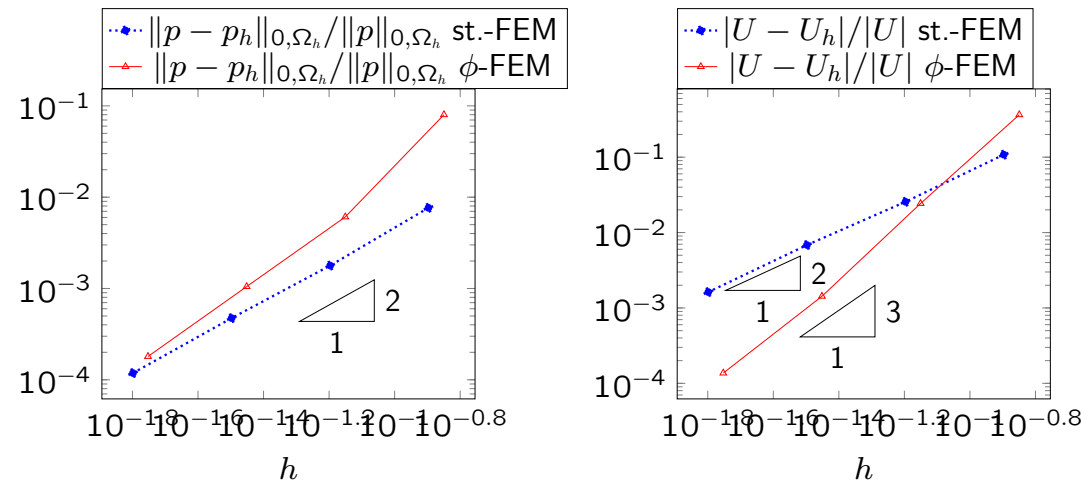 ‖p − p_h‖_{0,Ω_h}/‖p‖_{0,Ω_h} st.-FEM
‖p − p_h‖_{0,Ω_h}/‖p‖_{0,Ω_h} ϕ-FEM
10^{−1}
10^{−2}
10^{−3}
10^{−4}
2
1
10^{−1.8} 10^{−1.6} 10^{−1.4} 10^{−1.2} 10^{−1} 10^{−0.8}
h
|U − U_h|/|U| st.-FEM
|U − U_h|/|U| ϕ-FEM
10^{−1}
10^{−2}
10^{−3}
10^{−4}
2
1
3
1
10^{−1.8} 10^{−1.6} 10^{−1.4} 10^{−1.2} 10^{−1} 10^{−0.8}
h